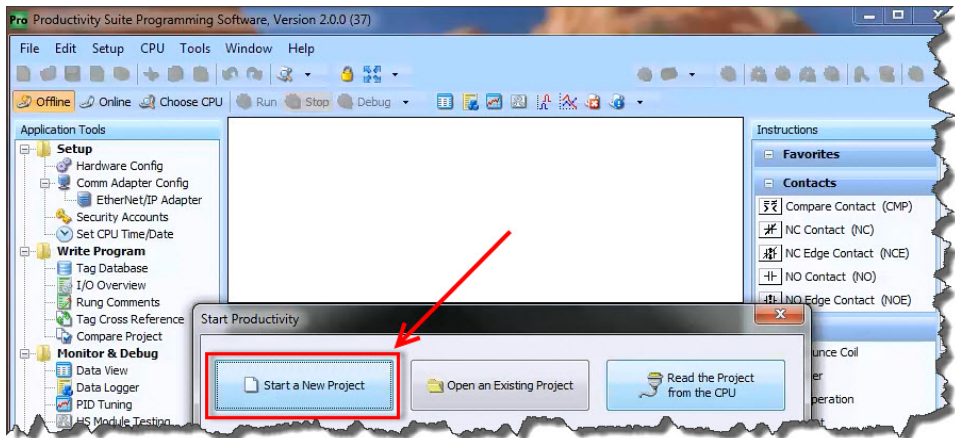 Pro Productivity Suite Programming Software, Version 2.0.0 (37)
File Edit Setup CPU Tools Window Help
Offline Online Choose CPU Run Stop Debug
Application Tools
Setup
Hardware Config
Comm Adapter Config
EtherNet/IP Adapter
Security Accounts
Set CPU Time/Date
Write Program
Tag Database
I/O Overview
Rung Comments
Tag Cross Reference
Compare Project
Monitor & Debug
Data View
Data Logger
PID Tuning
HS Module Testing
Start Productivity
Start a New Project
Open an Existing Project
Read the Project
from the CPU
Instructions
Favorites
Contacts
Compare Contact (CMP)
NC Contact (NC)
NC Edge Contact (NCE)
NO Contact (NO)
NO Edge Contact (NOE)
Coil